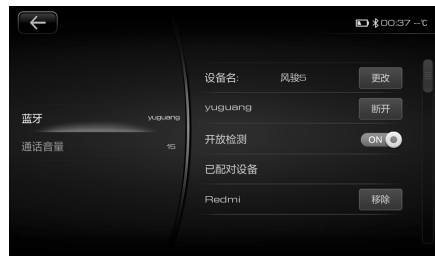 00:37 --℃
蓝牙 yuguang
通话音量 15
设备名: 风骏5 更改
yuguang 断开
开放检测 ON
已配对设备
Redmi 移除